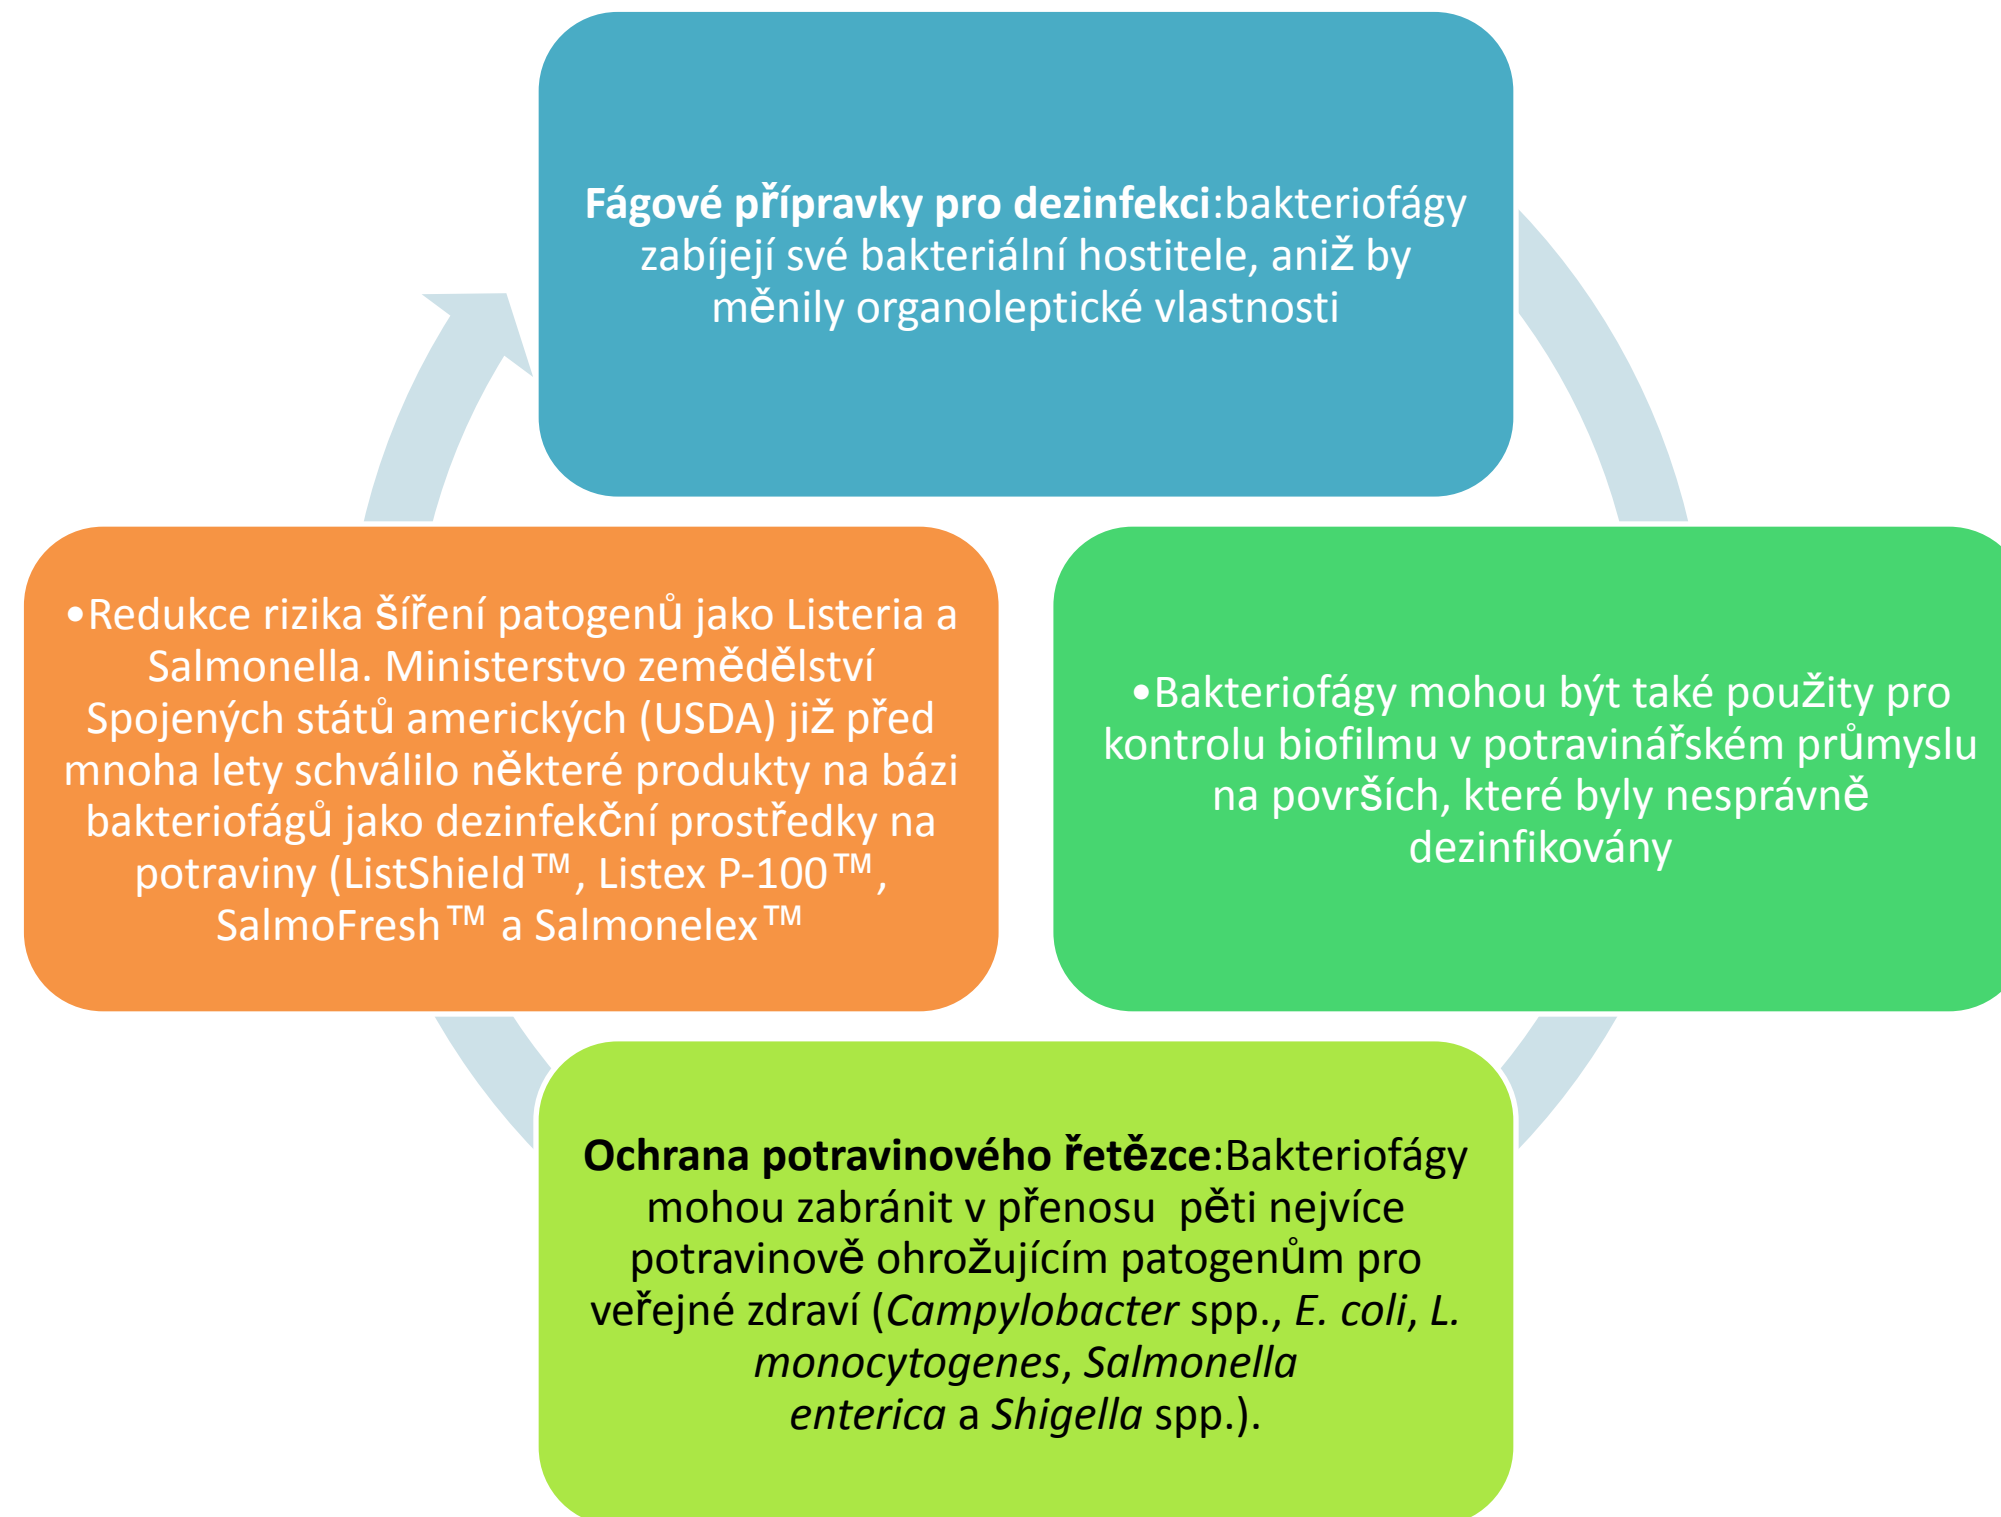 Fágové přípravky pro dezinfekci:bakteriofágy
zabíjejí své bakteriální hostitele, aniž by
měnily organoleptické vlastnosti
•Bakteriofágy mohou být také použity pro
kontrolu biofilmu v potravinářském průmyslu
na površích, které byly nesprávně
dezinfikovány
Ochrana potravinového řetězce:Bakteriofágy
mohou zabránit v přenosu  pěti nejvíce
potravinově ohrožujícím patogenům pro
veřejné zdraví (Campylobacter spp., E. coli, L.
monocytogenes, Salmonella
enterica a Shigella spp.).
•Redukce rizika šíření patogenů jako Listeria a
Salmonella. Ministerstvo zemědělství
Spojených států amerických (USDA) již před
mnoha lety schválilo některé produkty na bázi
bakteriofágů jako dezinfekční prostředky na
potraviny (ListShield™, Listex P-100™,
SalmoFresh™ a Salmonelex™